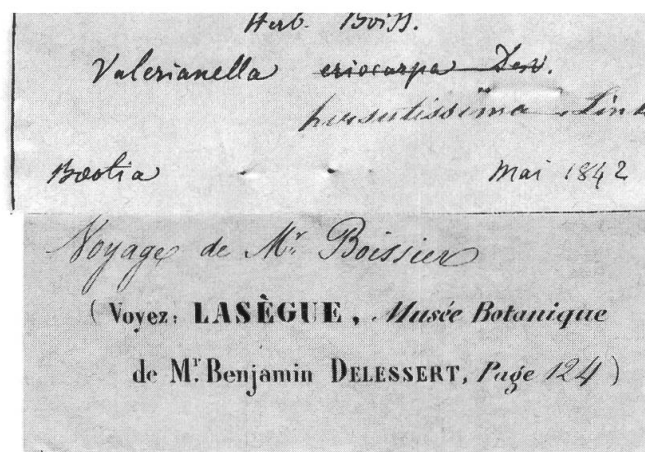 Herb. Boiss.
Valerianella eriocarpa Desv.
hirsutissima Link
Bœotia Mai 1842
Voyage de Mr. Boissier
(Voyez: LASÈGUE, Musée Botanique
de Mr. Benjamin DELESSERT, Page 124)